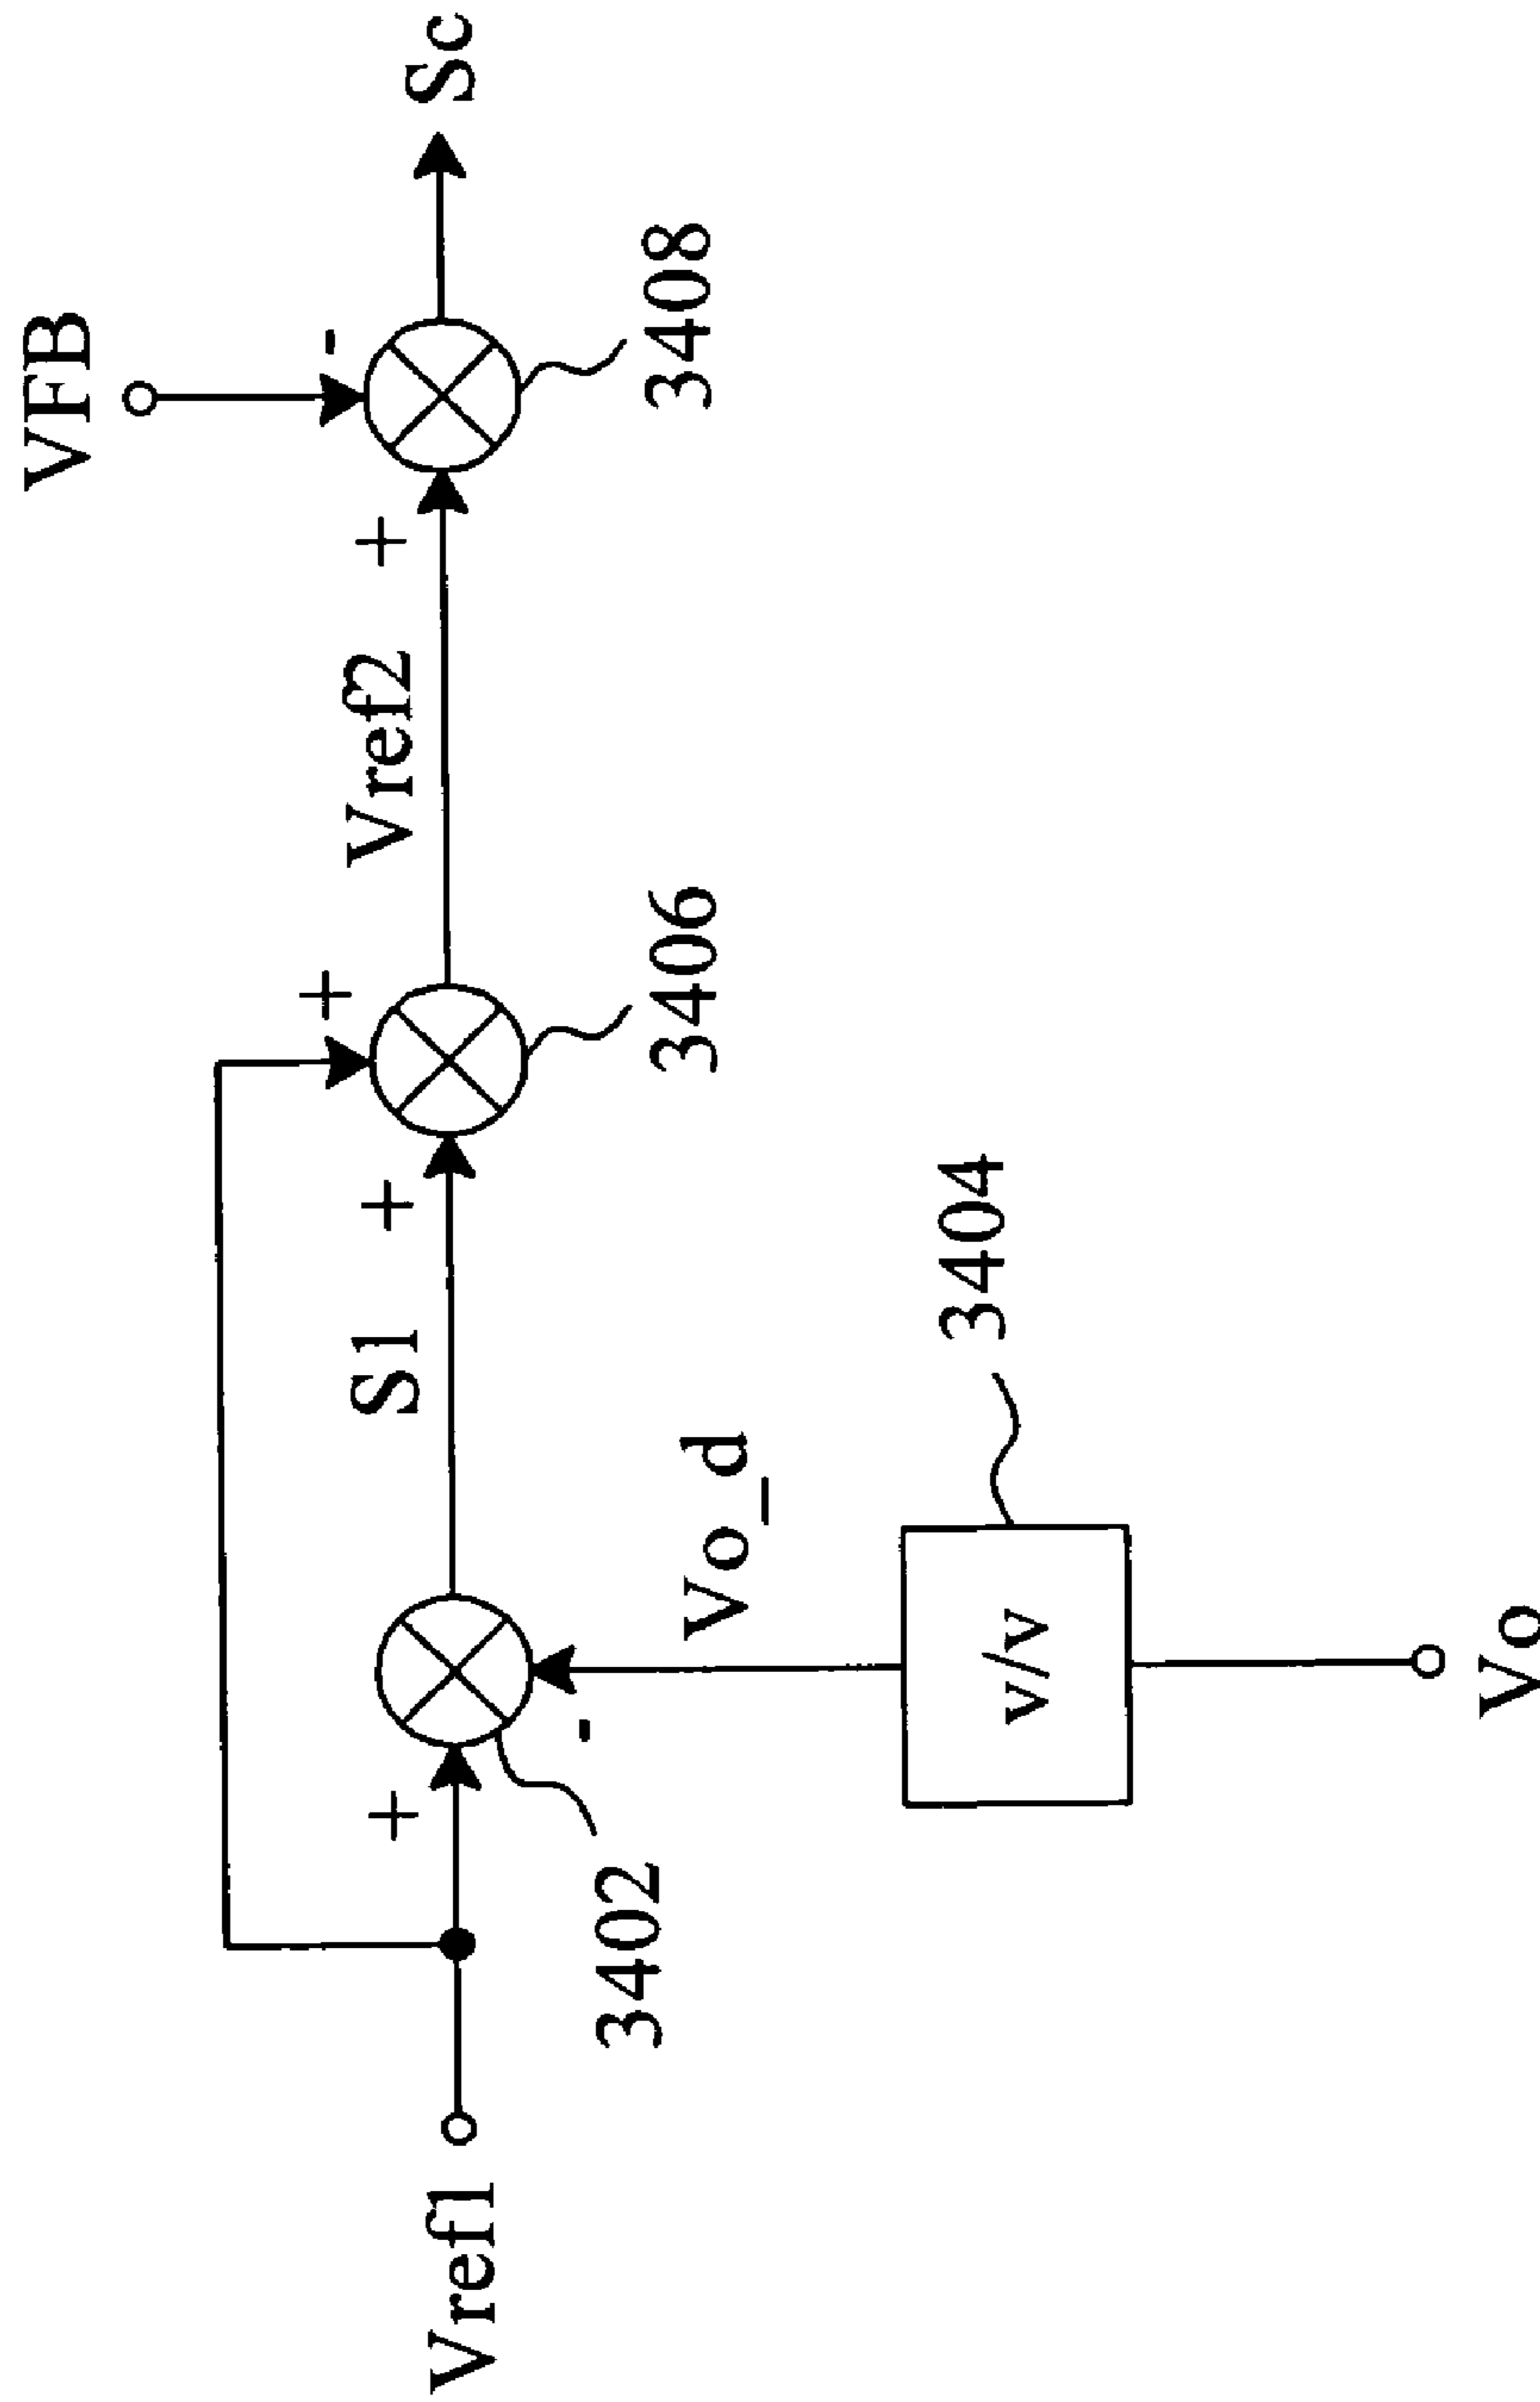 VFB
-
Sc
+
+
Vref2
+
S1
+
Vref1
3408
3406
-
Vo_d
3402
v/v
3404
Vo